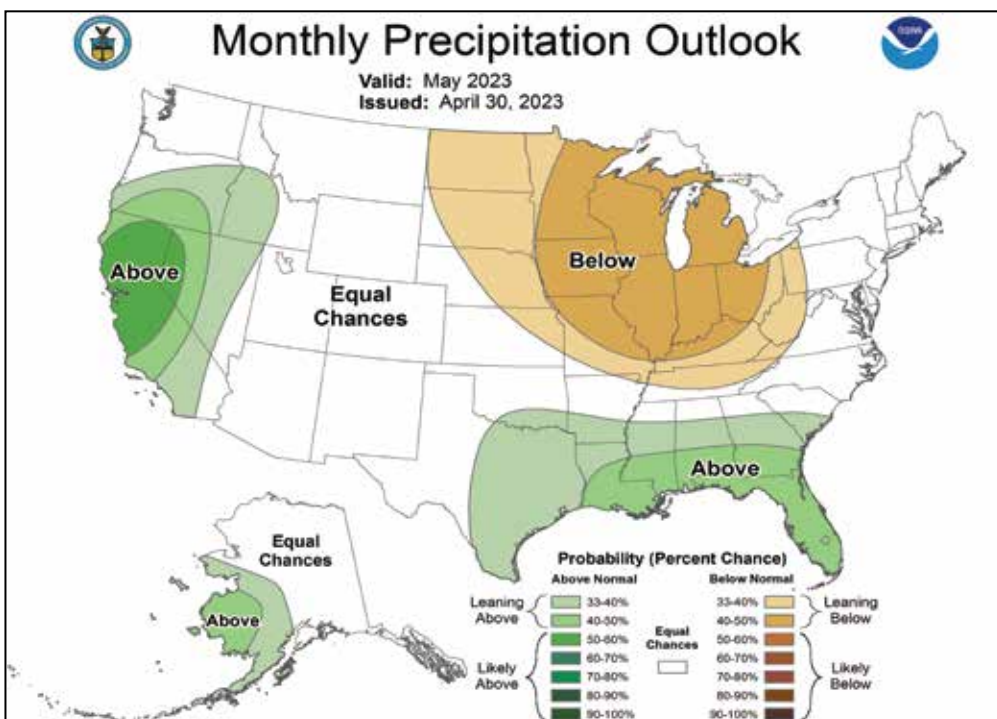 Monthly Precipitation Outlook
Valid: May 2023
Issued: April 30, 2023
NOAA
Above
Below
Equal
Chances
Above
Equal
Chances
Above
Probability (Percent Chance)
Above Normal
Below Normal
Leaning
Above
33-40%
40-50%
Likely
Above
50-60%
60-70%
70-80%
80-90%
90-100%
Equal
Chances
33-40%
40-50%
Leaning
Below
50-60%
60-70%
70-80%
80-90%
90-100%
Likely
Below